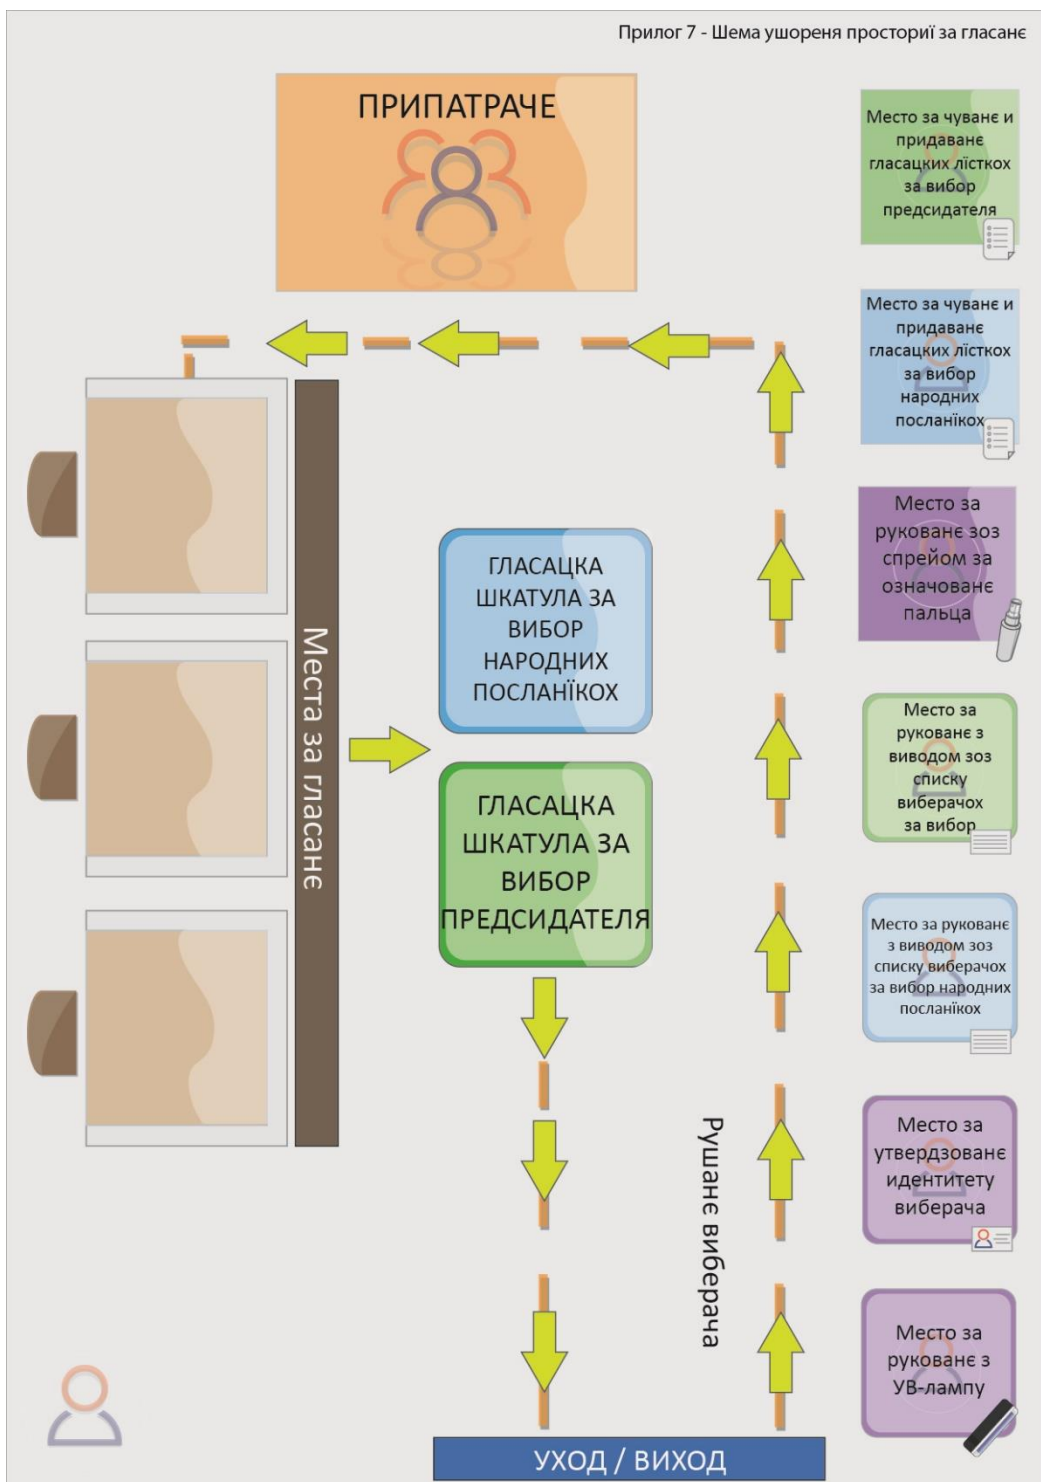 Прилог 7 - Шема ушореня просториї за гласанє
ПРИПАТРАЧЕ
Место за чуванє и
придаванє
гласацких лїсткох
за вибор
предсидателя
Место за чуванє и
придаванє
гласацких лїсткох
за вибор
народних
посланїкох
Место за
рукованє зоз
спрейом за
означованє
пальца
Место за
рукованє з
виводом зоз
списку
виберачох
за вибор
Место за рукованє
з виводом зоз
списку виберачох
за вибор народних
посланїкох
Место за
утвердзованє
идентитету
виберача
Место за
рукованє з
УВ-лампу
Места за гласанє
ГЛАСАЦКА
ШКАТУЛА ЗА
ВИБОР
НАРОДНИХ
ПОСЛАНЇКОХ
ГЛАСАЦКА
ШКАТУЛА ЗА
ВИБОР
ПРЕДСИДАТЕЛЯ
Рушанє виберача
УХОД / ВИХОД